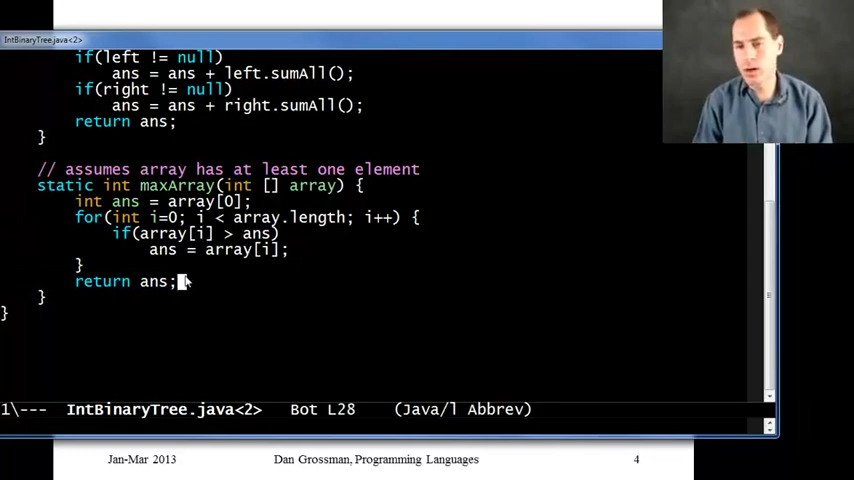 IntBinaryTree.java<2>
if(left != null)
ans = ans + left.sumAll();
if(right != null)
ans = ans + right.sumAll();
return ans;
}
// assumes array has at least one element
static int maxArray(int [] array) {
int ans = array[0];
for(int i=0; i < array.length; i++) {
if(array[i] > ans)
ans = array[i];
}
return ans;
}
}
1\--- IntBinaryTree.java<2> Bot L28 (Java/l Abbrev)
Jan-Mar 2013 Dan Grossman, Programming Languages 4